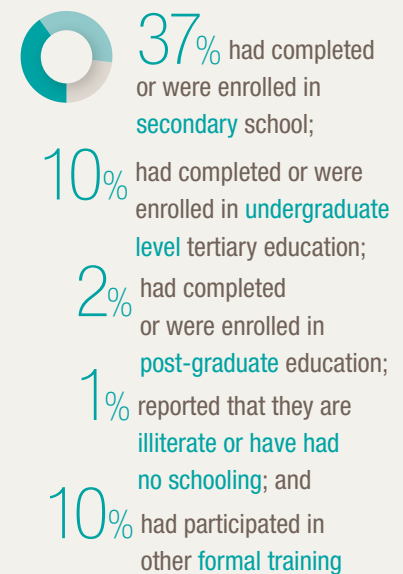 37% had completed
or were enrolled in
secondary school;
10% had completed or were
enrolled in undergraduate
level tertiary education;
2% had completed
or were enrolled in
post-graduate education;
1% reported that they are
illiterate or have had
no schooling; and
10% had participated in
other formal training